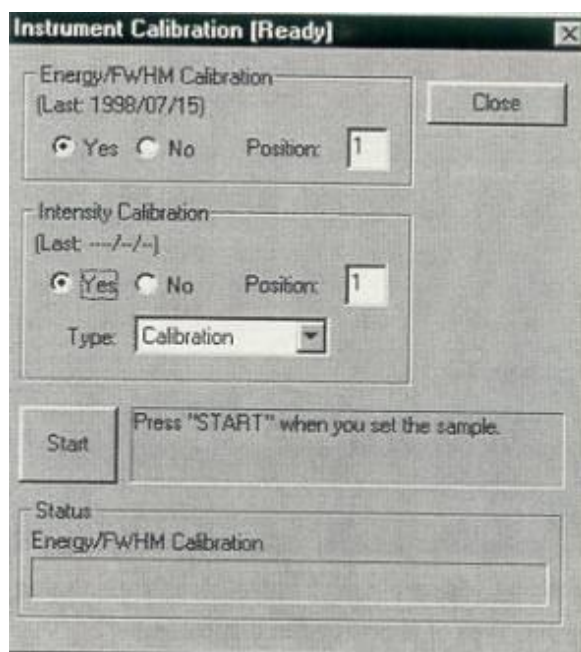 Instrument Calibration [Ready]
Energy/FWHM Calibration
(Last: 1998/07/15)
Close
Yes No Position: 1
Intensity Calibration
(Last: ----/--/--)
Yes No Position: 1
Type: Calibration
Start
Press "START" when you set the sample.
Status
Energy/FWHM Calibration